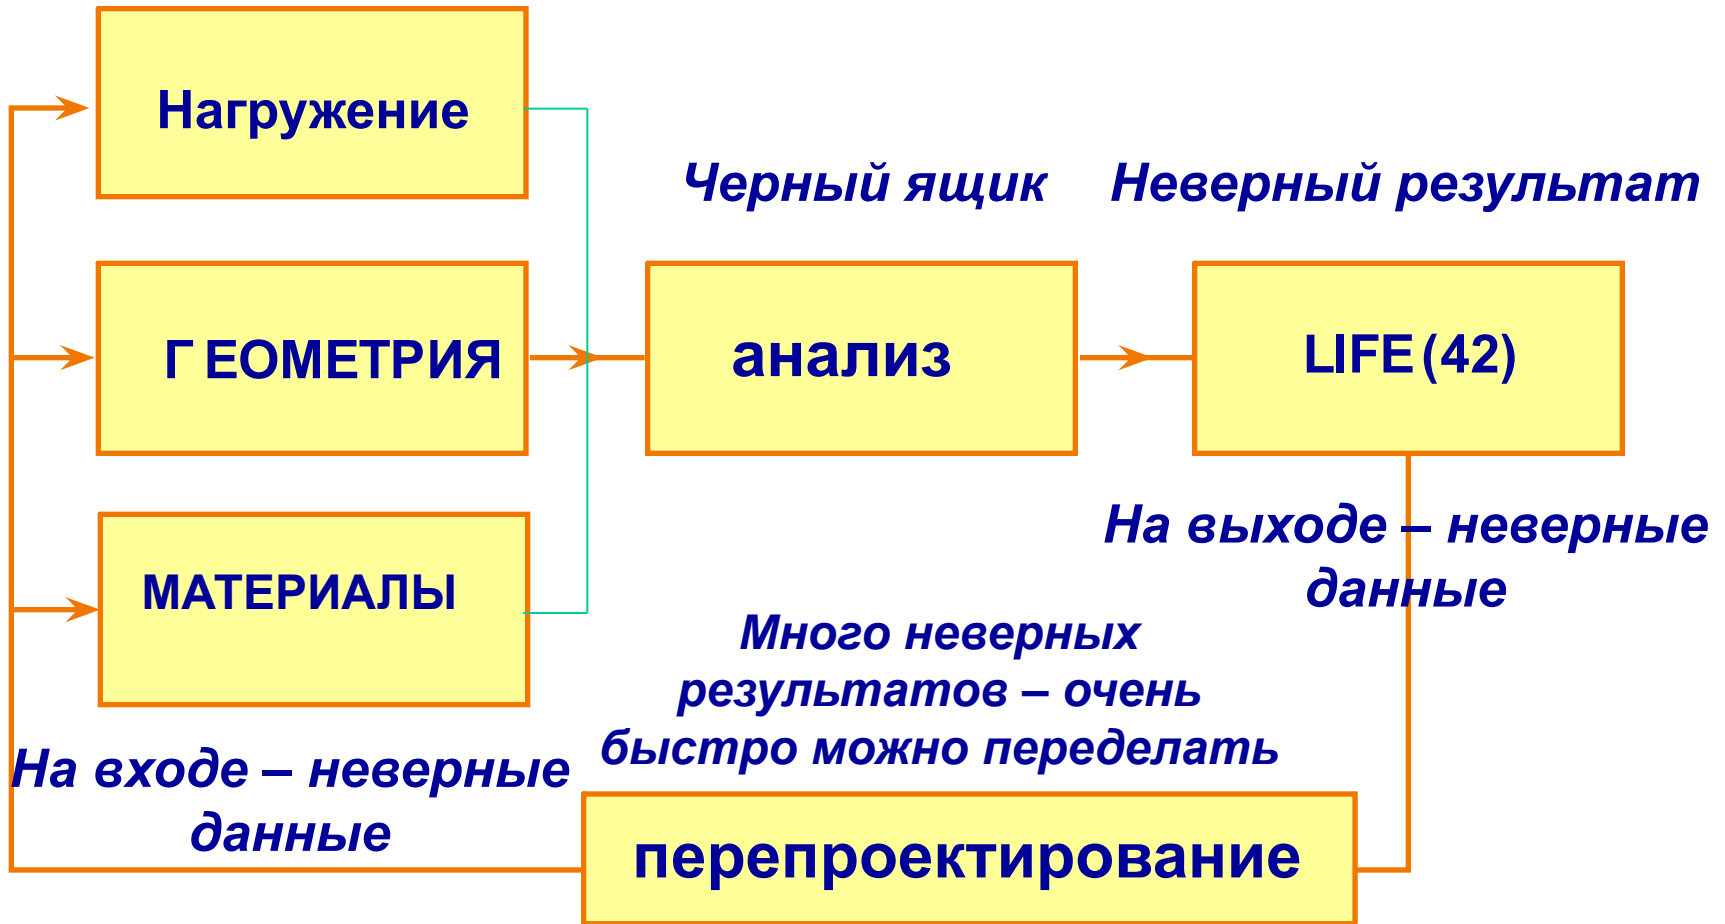 Нагружение
Черный ящик
Неверный результат
Г ЕОМЕТРИЯ
анализ
LIFE (42)
МАТЕРИАЛЫ
На выходе – неверные
данные
Много неверных
результатов – очень
быстро можно переделать
На входе – неверные
данные
перепроектирование